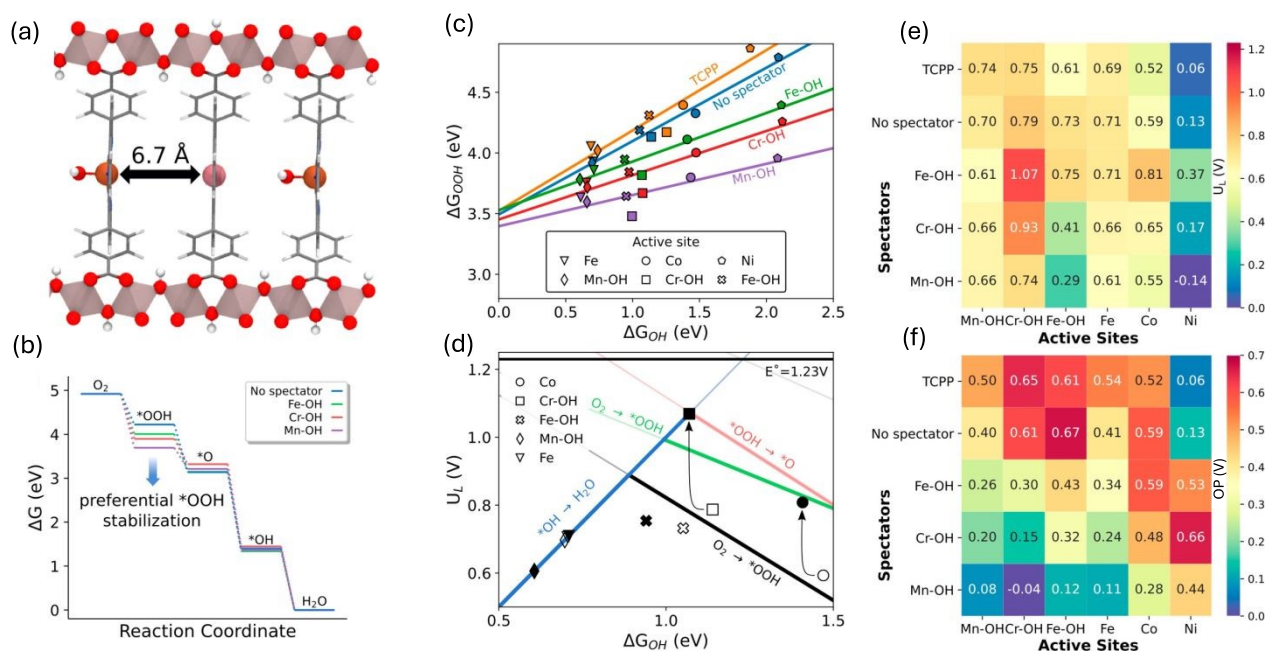 (a)
6.7 Å
(b)
ΔG (eV)
5
4
3
2
1
0
O₂
*OOH
*O
*OH
H₂O
No spectator
Fe-OH
Cr-OH
Mn-OH
preferential *OOH
stabilization
Reaction Coordinate
(c)
ΔG_OOH (eV)
4.5
4.0
3.5
3.0
TCPP
No spectator
Fe-OH
Cr-OH
Mn-OH
Active site
Fe Co Ni
Mn-OH Cr-OH Fe-OH
0.0 0.5 1.0 1.5 2.0 2.5
ΔG_OH (eV)
(d)
U_L (V)
1.2
1.0
0.8
0.6
E°=1.23V
Co
Cr-OH
Fe-OH
Mn-OH
Fe
O₂ → *OOH
*OOH → *O
*OH → H₂O
O₂ → *OOH
0.5 1.0 1.5
ΔG_OH (eV)
(e)
Spectators
TCPP 0.74 0.75 0.61 0.69 0.52 0.06
No spectator 0.70 0.79 0.73 0.71 0.59 0.13
Fe-OH 0.61 1.07 0.75 0.71 0.81 0.37
Cr-OH 0.66 0.93 0.41 0.66 0.65 0.17
Mn-OH 0.66 0.74 0.29 0.61 0.55 -0.14
Mn-OH Cr-OH Fe-OH Fe Co Ni
Active Sites
1.2
1.0
0.8
0.6
0.4
0.2
0.0
U_L (V)
(f)
Spectators
TCPP 0.50 0.65 0.61 0.54 0.52 0.06
No spectator 0.40 0.61 0.67 0.41 0.59 0.13
Fe-OH 0.26 0.30 0.43 0.34 0.59 0.53
Cr-OH 0.20 0.15 0.32 0.24 0.48 0.66
Mn-OH 0.08 -0.04 0.12 0.11 0.28 0.44
Mn-OH Cr-OH Fe-OH Fe Co Ni
Active Sites
0.7
0.6
0.5
0.4
0.3
0.2
0.1
0.0
OP (V)